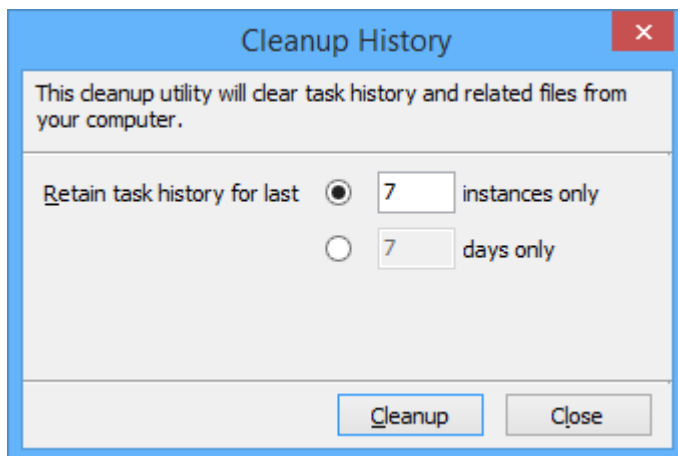 Cleanup History
This cleanup utility will clear task history and related files from
your computer.
Retain task history for last 7 instances only
7 days only
Cleanup Close